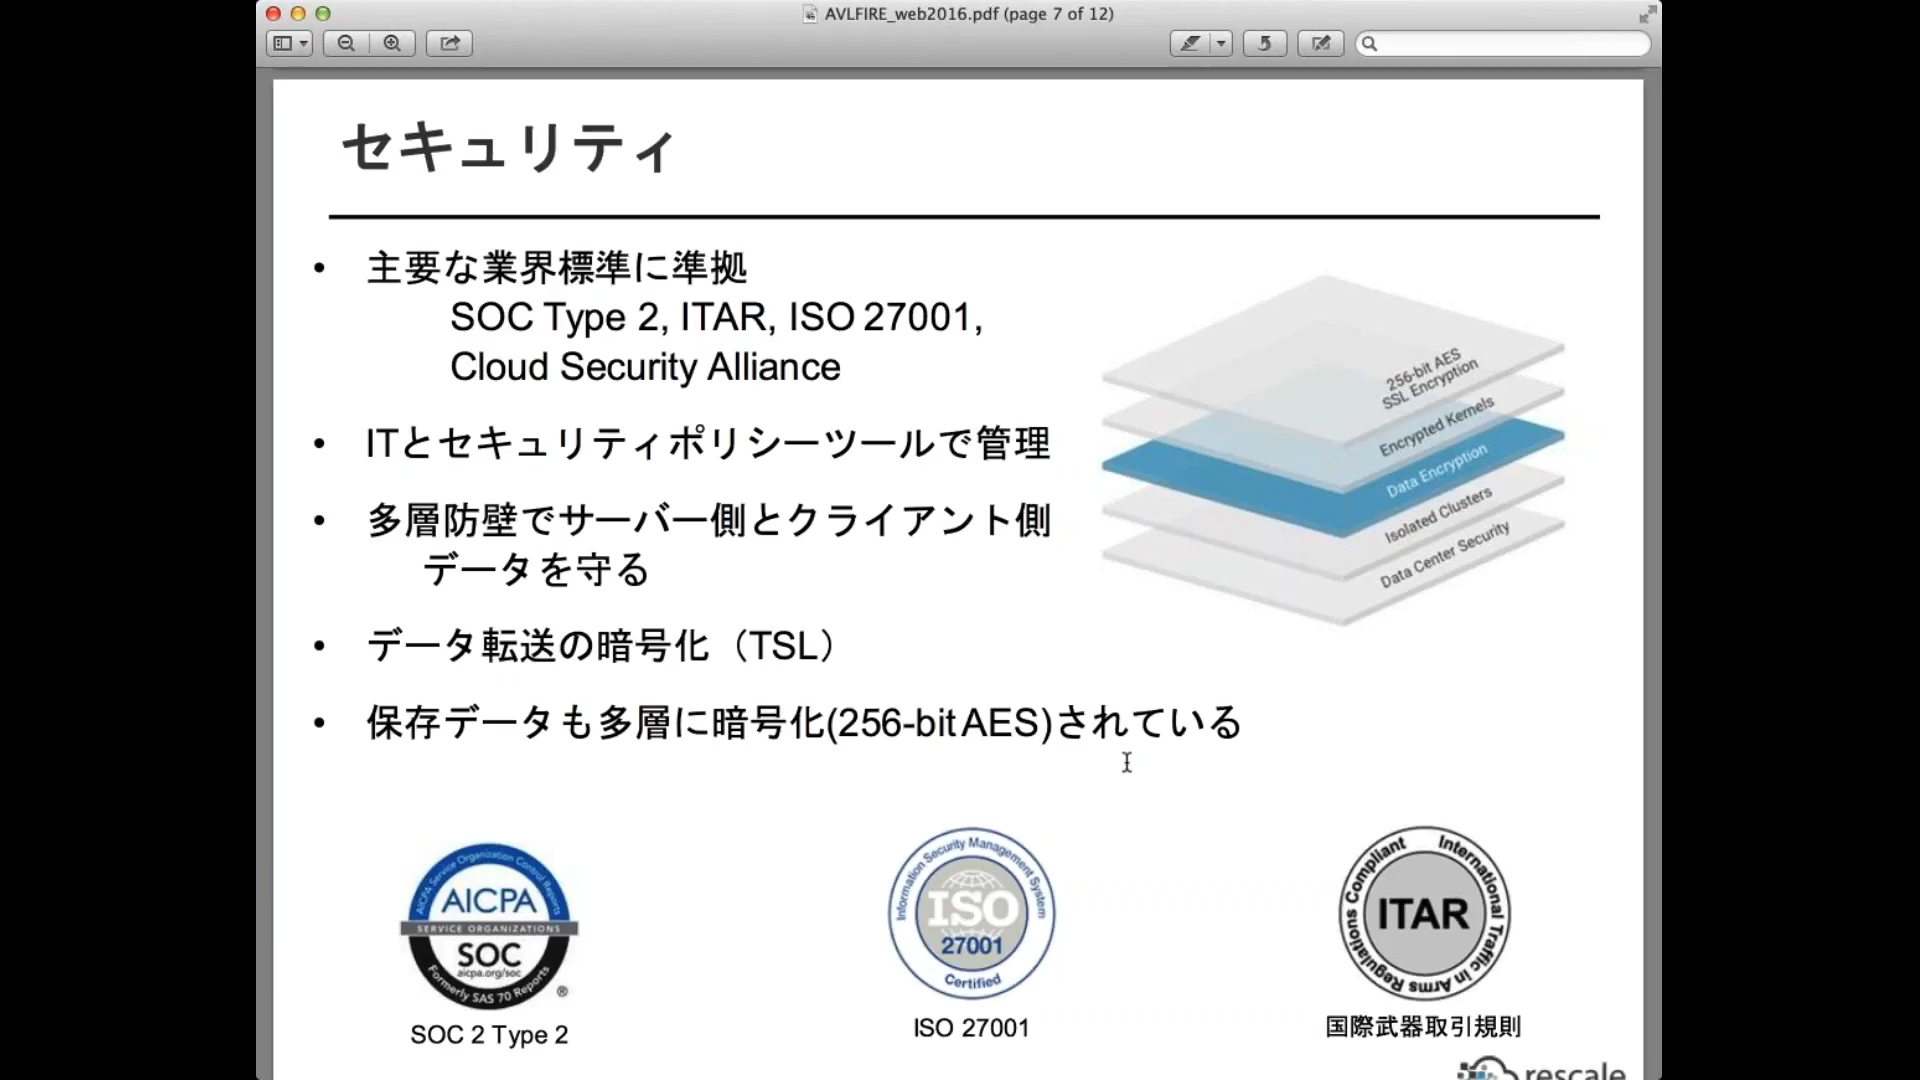 AVLFIRE_web2016.pdf (page 7 of 12)
セキュリティ
• 主要な業界標準に準拠
SOC Type 2, ITAR, ISO 27001,
Cloud Security Alliance
• ITとセキュリティポリシーツールで管理
• 多層防壁でサーバー側とクライアント側
データを守る
• データ転送の暗号化（TSL）
• 保存データも多層に暗号化(256-bit AES)されている
256-bit AES
SSL Encryption
Encrypted Kernels
Data Encryption
Isolated Clusters
Data Center Security
AICPA Service Organization Control Reports
AICPA
SERVICE ORGANIZATIONS
SOC
aicpa.org/soc
Formerly SAS 70 Reports
®
SOC 2 Type 2
Information Security Management System
ISO
27001
Certified
ISO 27001
International Traffic in Arms Regulations Compliant
ITAR
国際武器取引規則
rescale